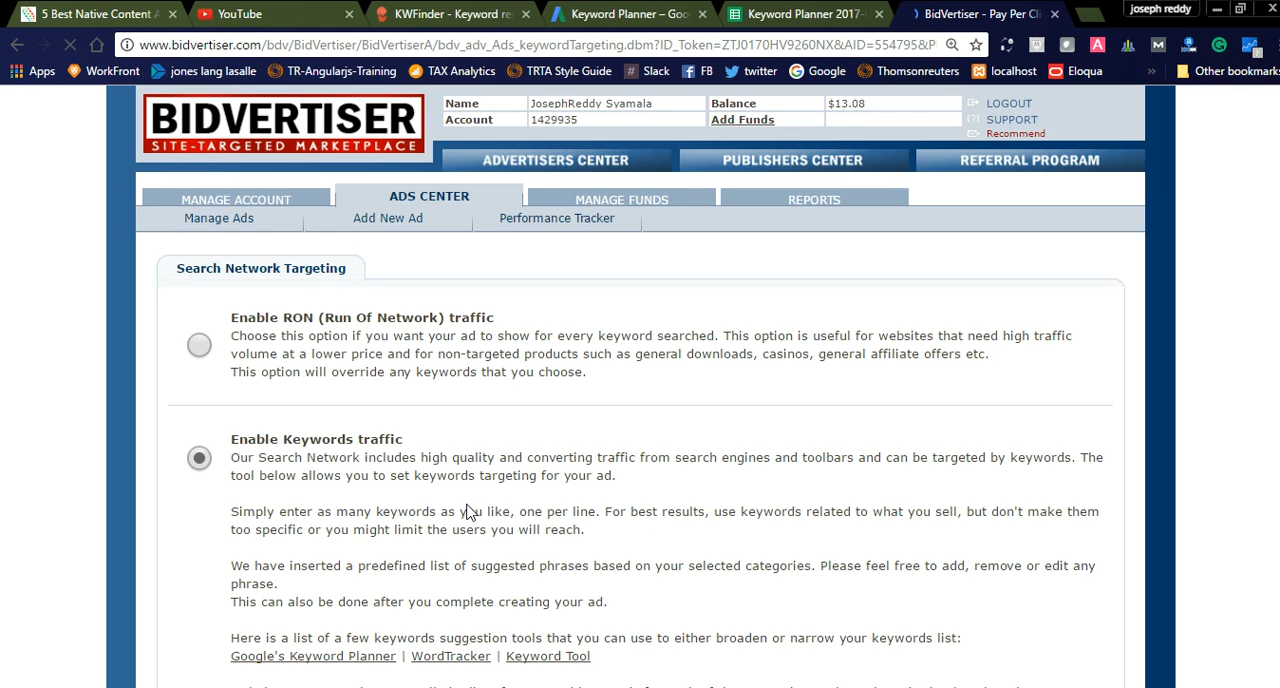 5 Best Native Content A
YouTube
KWFinder - Keyword re
Keyword Planner – Goo
Keyword Planner 2017-
BidVertiser - Pay Per Cli
joseph reddy
www.bidvertiser.com/bdv/BidVertiser/BidVertiserA/bdv_adv_Ads_keywordTargeting.dbm?ID_Token=ZTJ0170HV9260NX&AID=554795&P
Apps WorkFront jones lang lasalle TR-Angularjs-Training TAX Analytics TRTA Style Guide Slack FB twitter Google Thomsonreuters localhost Eloqua » Other bookmarks
BIDVERTISER
SITE-TARGETED MARKETPLACE
Name JosephReddy Syamala Balance $13.08
Account 1429935 Add Funds
LOGOUT
SUPPORT
Recommend
ADVERTISERS CENTER PUBLISHERS CENTER REFERRAL PROGRAM
MANAGE ACCOUNT ADS CENTER MANAGE FUNDS REPORTS
Manage Ads Add New Ad Performance Tracker
Search Network Targeting
Enable RON (Run Of Network) traffic
Choose this option if you want your ad to show for every keyword searched. This option is useful for websites that need high traffic
volume at a lower price and for non-targeted products such as general downloads, casinos, general affiliate offers etc.
This option will override any keywords that you choose.
Enable Keywords traffic
Our Search Network includes high quality and converting traffic from search engines and toolbars and can be targeted by keywords. The
tool below allows you to set keywords targeting for your ad.
Simply enter as many keywords as you like, one per line. For best results, use keywords related to what you sell, but don't make them
too specific or you might limit the users you will reach.
We have inserted a predefined list of suggested phrases based on your selected categories. Please feel free to add, remove or edit any
phrase.
This can also be done after you complete creating your ad.
Here is a list of a few keywords suggestion tools that you can use to either broaden or narrow your keywords list:
Google's Keyword Planner | WordTracker | Keyword Tool